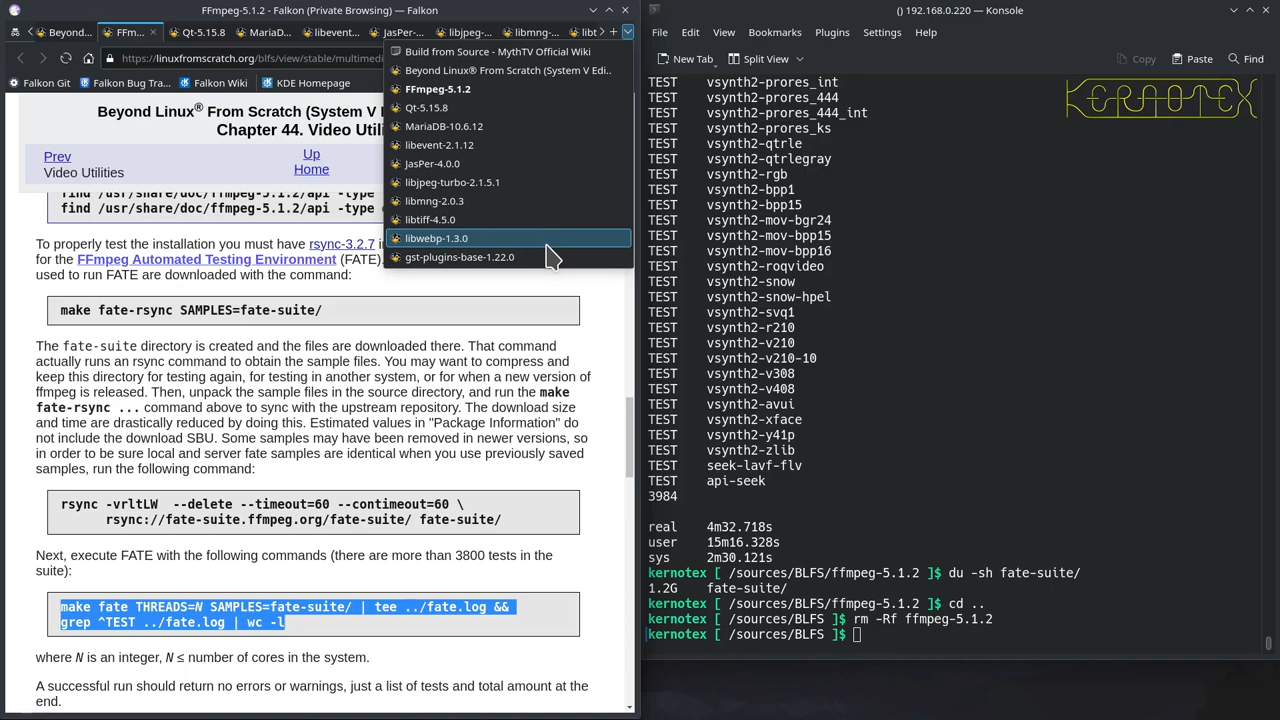 FFmpeg-5.1.2 - Falkon (Private Browsing) — Falkon
Beyond...
FFm...
Qt-5.15.8
MariaD...
libevent...
JasPer-...
libjpeg-...
libmng-...
libt
https://linuxfromscratch.org/blfs/view/stable/multimedi
Falkon Git
Falkon Bug Tra...
Falkon Wiki
KDE Homepage
Build from Source - MythTV Official Wiki
Beyond Linux® From Scratch (System V Edi..
FFmpeg-5.1.2
Qt-5.15.8
MariaDB-10.6.12
libevent-2.1.12
JasPer-4.0.0
libjpeg-turbo-2.1.5.1
libmng-2.0.3
libtiff-4.5.0
libwebp-1.3.0
gst-plugins-base-1.22.0
Beyond Linux® From Scratch (System V E
Chapter 44. Video Util
Prev
Up
Video Utilities
Home
find /usr/share/doc/ffmpeg-5.1.2/api -type
find /usr/share/doc/ffmpeg-5.1.2/api -type
To properly test the installation you must have rsync-3.2.7 i
for the FFmpeg Automated Testing Environment (FATE)
used to run FATE are downloaded with the command:
make fate-rsync SAMPLES=fate-suite/
The fate-suite directory is created and the files are downloaded there. That command
actually runs an rsync command to obtain the sample files. You may want to compress and
keep this directory for testing again, for testing in another system, or for when a new version of
ffmpeg is released. Then, unpack the sample files in the source directory, and run the make
fate-rsync ... command above to sync with the upstream repository. The download size
and time are drastically reduced by doing this. Estimated values in "Package Information" do
not include the download SBU. Some samples may have been removed in newer versions, so
in order to be sure local and server fate samples are identical when you use previously saved
samples, run the following command:
rsync -vrltLW  --delete --timeout=60 --contimeout=60 \
rsync://fate-suite.ffmpeg.org/fate-suite/ fate-suite/
Next, execute FATE with the following commands (there are more than 3800 tests in the
suite):
make fate THREADS=N SAMPLES=fate-suite/ | tee ../fate.log &&
grep ^TEST ../fate.log | wc -l
where N is an integer, N ≤ number of cores in the system.
A successful run should return no errors or warnings, just a list of tests and total amount at the
end.
() 192.168.0.220 — Konsole
File Edit View Bookmarks Plugins Settings Help
New Tab Split View Copy Paste Find
KERNOTEX
TEST vsynth2-prores_int
TEST vsynth2-prores_444
TEST vsynth2-prores_444_int
TEST vsynth2-prores_ks
TEST vsynth2-qtrle
TEST vsynth2-qtrlegray
TEST vsynth2-rgb
TEST vsynth2-bpp1
TEST vsynth2-bpp15
TEST vsynth2-mov-bgr24
TEST vsynth2-mov-bpp15
TEST vsynth2-mov-bpp16
TEST vsynth2-roqvideo
TEST vsynth2-snow
TEST vsynth2-snow-hpel
TEST vsynth2-svq1
TEST vsynth2-r210
TEST vsynth2-v210
TEST vsynth2-v210-10
TEST vsynth2-v308
TEST vsynth2-v408
TEST vsynth2-avui
TEST vsynth2-xface
TEST vsynth2-y41p
TEST vsynth2-zlib
TEST seek-lavf-flv
TEST api-seek
3984
real 4m32.718s
user 15m16.328s
sys 2m30.121s
kernotex [ /sources/BLFS/ffmpeg-5.1.2 ]$ du -sh fate-suite/
1.2G fate-suite/
kernotex [ /sources/BLFS/ffmpeg-5.1.2 ]$ cd ..
kernotex [ /sources/BLFS ]$ rm -Rf ffmpeg-5.1.2
kernotex [ /sources/BLFS ]$